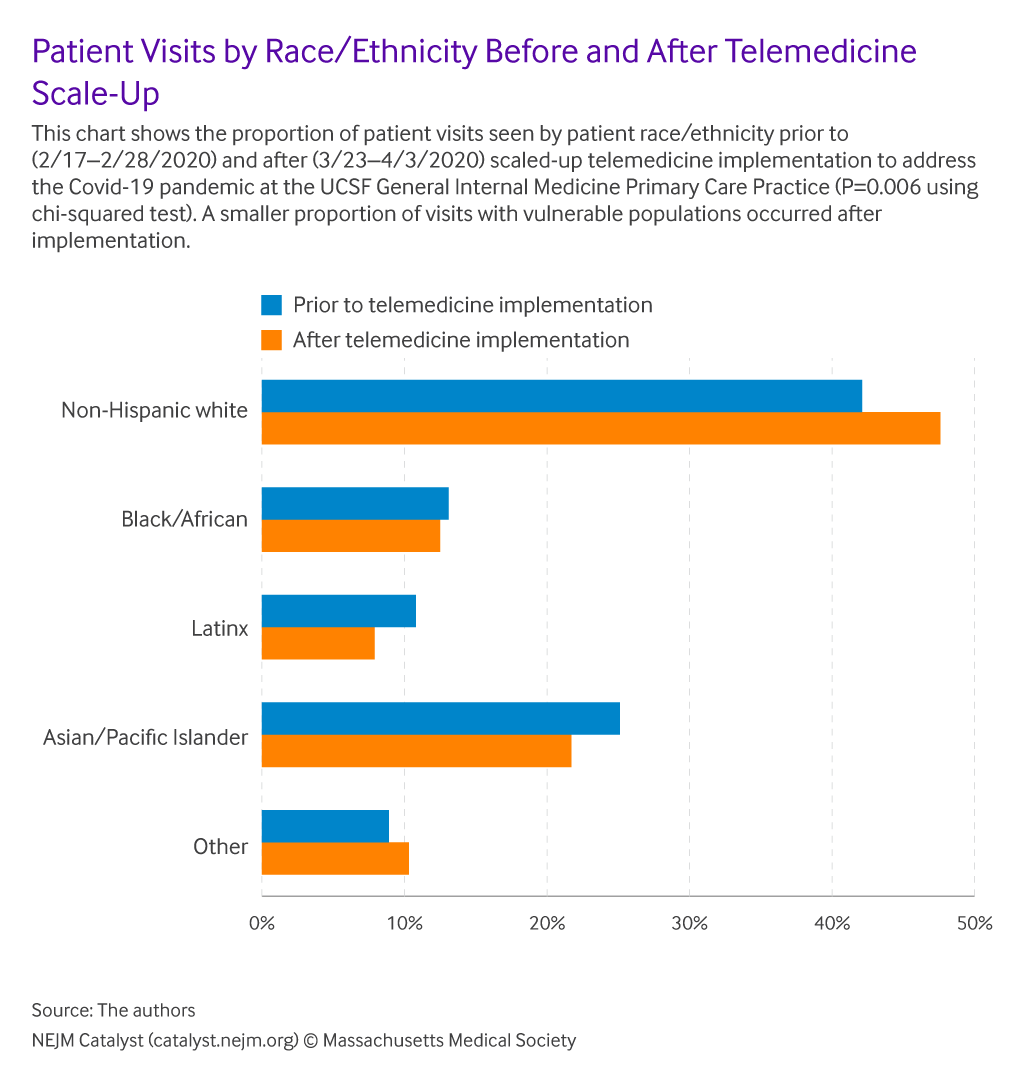 Patient Visits by Race/Ethnicity Before and After Telemedicine
Scale-Up
This chart shows the proportion of patient visits seen by patient race/ethnicity prior to
(2/17–2/28/2020) and after (3/23–4/3/2020) scaled-up telemedicine implementation to address
the Covid-19 pandemic at the UCSF General Internal Medicine Primary Care Practice (P=0.006 using
chi-squared test). A smaller proportion of visits with vulnerable populations occurred after
implementation.
Prior to telemedicine implementation
After telemedicine implementation
Non-Hispanic white
Black/African
Latinx
Asian/Pacific Islander
Other
0% 10% 20% 30% 40% 50%
Source: The authors
NEJM Catalyst (catalyst.nejm.org) © Massachusetts Medical Society